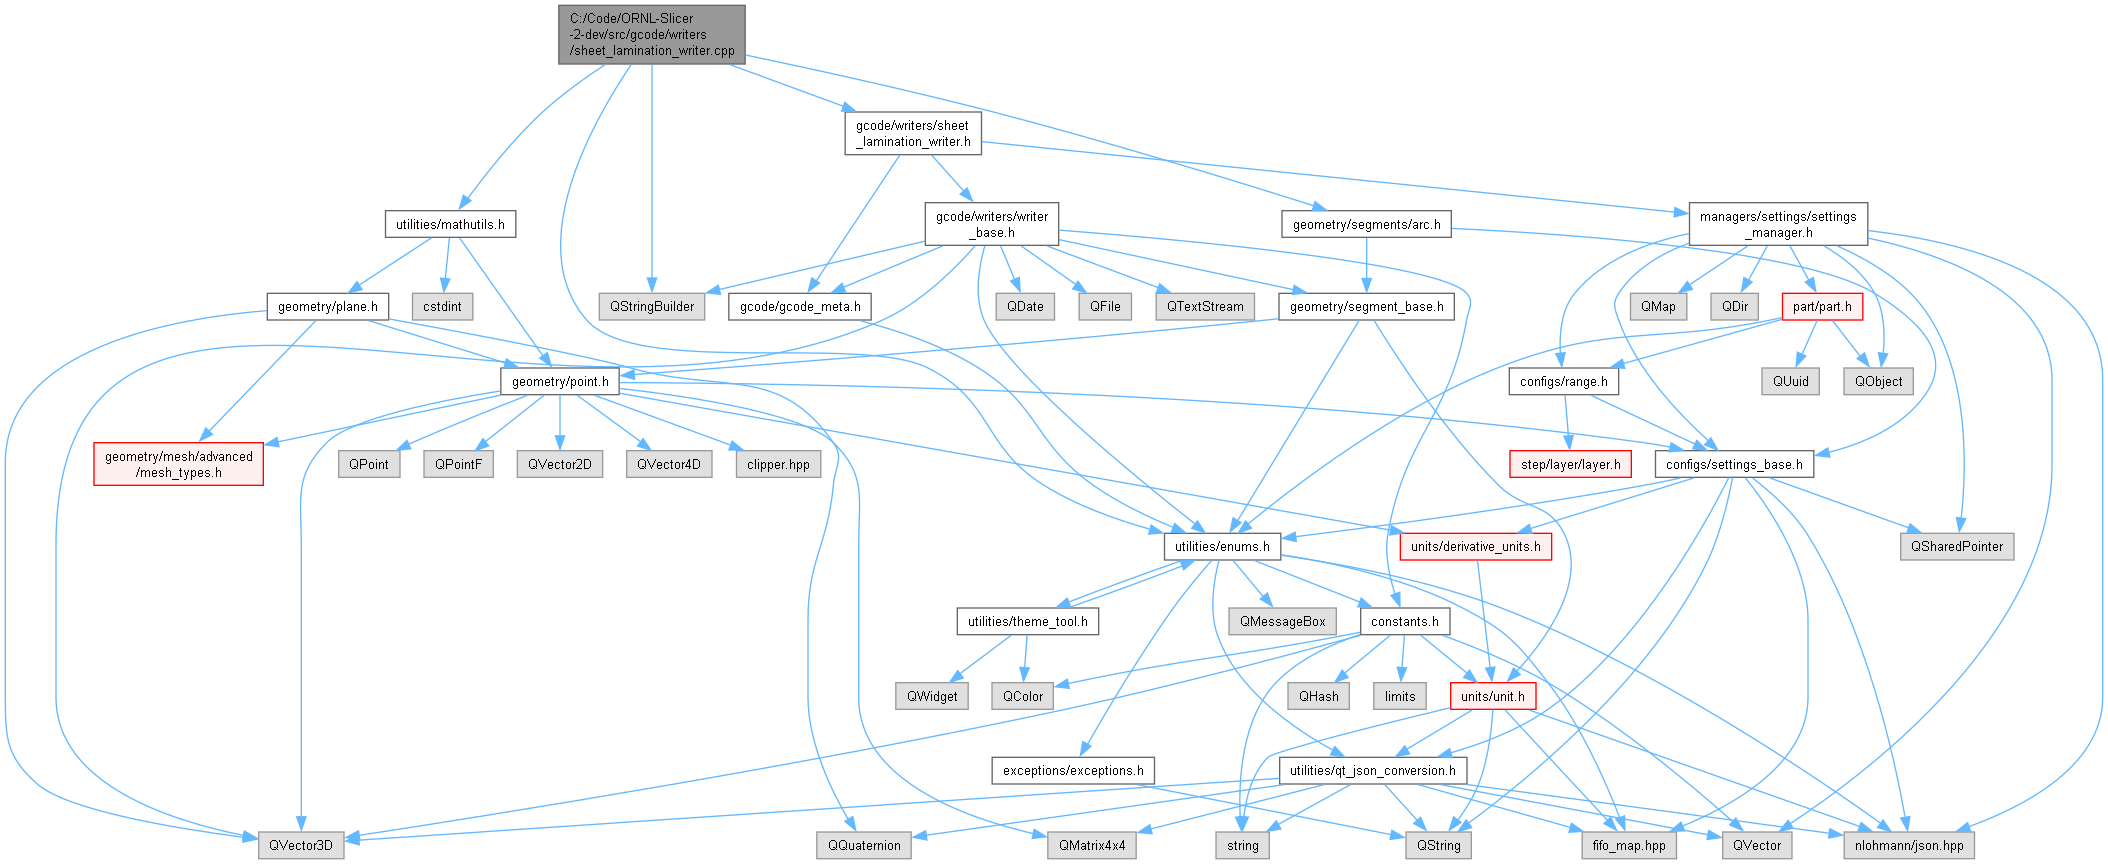 C:/Code/ORNL-Slicer
-2-dev/src/gcode/writers
/sheet_lamination_writer.cpp
gcode/writers/sheet
_lamination_writer.h
utilities/mathutils.h
gcode/writers/writer
_base.h
geometry/segments/arc.h
managers/settings/settings
_manager.h
geometry/plane.h
cstdint
QStringBuilder
gcode/gcode_meta.h
QDate
QFile
QTextStream
geometry/segment_base.h
QMap
QDir
part/part.h
geometry/point.h
configs/range.h
QUuid
QObject
geometry/mesh/advanced
/mesh_types.h
QPoint
QPointF
QVector2D
QVector4D
clipper.hpp
step/layer/layer.h
configs/settings_base.h
utilities/enums.h
units/derivative_units.h
QSharedPointer
utilities/theme_tool.h
QMessageBox
constants.h
QWidget
QColor
QHash
limits
units/unit.h
exceptions/exceptions.h
utilities/qt_json_conversion.h
QVector3D
QQuaternion
QMatrix4x4
string
QString
fifo_map.hpp
QVector
nlohmann/json.hpp